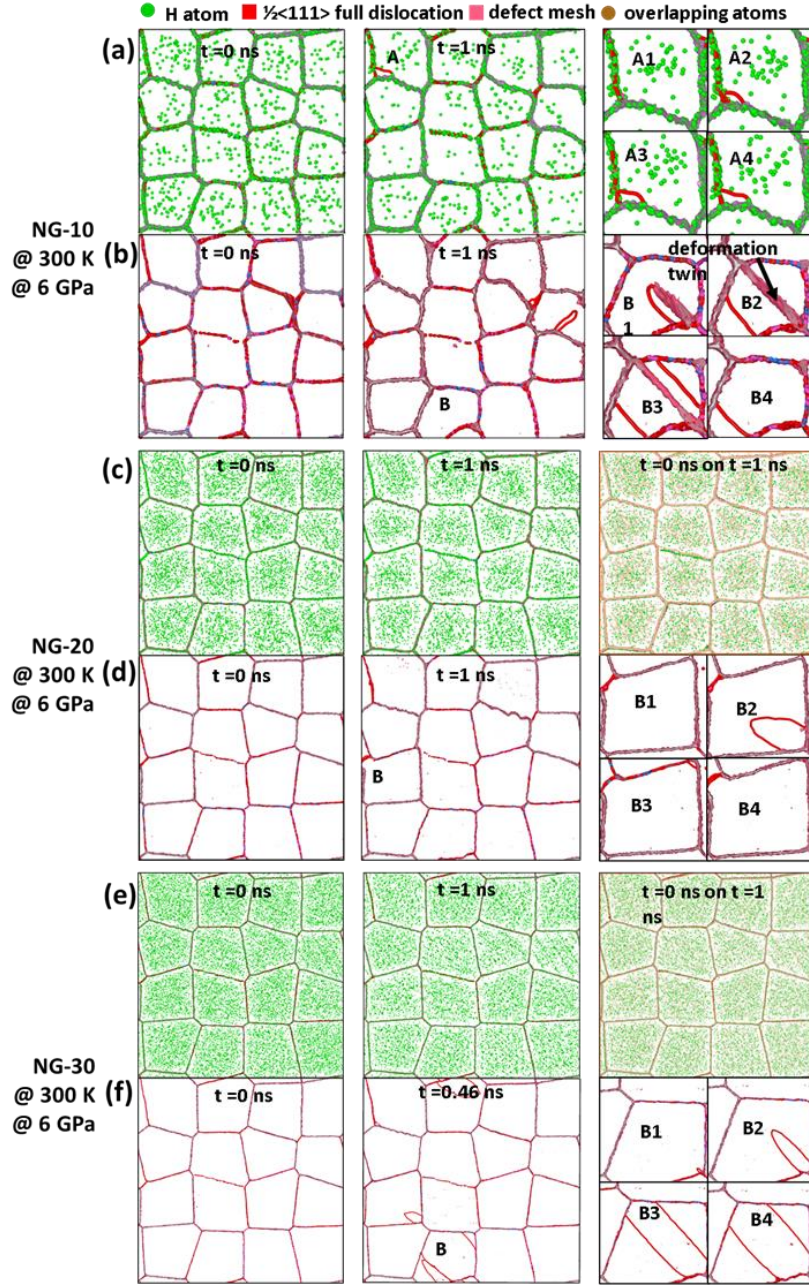 H atom ½<111> full dislocation defect mesh overlapping atoms
(a) t =0 ns A t =1 ns A1 A2
A3 A4
NG-10
@ 300 K
@ 6 GPa
(b) t =0 ns t =1 ns B deformation
twin
B
1 B2
B3 B4
(c) t =0 ns t =1 ns t =0 ns on t =1 ns
NG-20
@ 300 K
@ 6 GPa
(d) t =0 ns t =1 ns B B1 B2
B3 B4
(e) t =0 ns t =1 ns t =0 ns on t =1
ns
NG-30
@ 300 K
@ 6 GPa
(f) t =0 ns t =0.46 ns B B1 B2
B3 B4